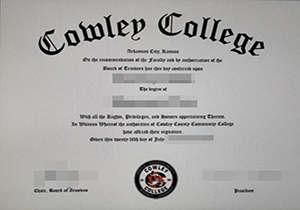 Cowley College
Arkansas City, Kansas
On the recommendation of the Faculty and by authorization of the
Board of Trustees has this day conferred upon
The degree of
With all the Rights, Privileges, and Honors appertaining Thereto,
In Witness Whereof the authorities of Cowley County Community College
have affixed their signature.
Given this twenty fifth day of July
COWLEY
COLLEGE
Chair, Board of Trustees
President